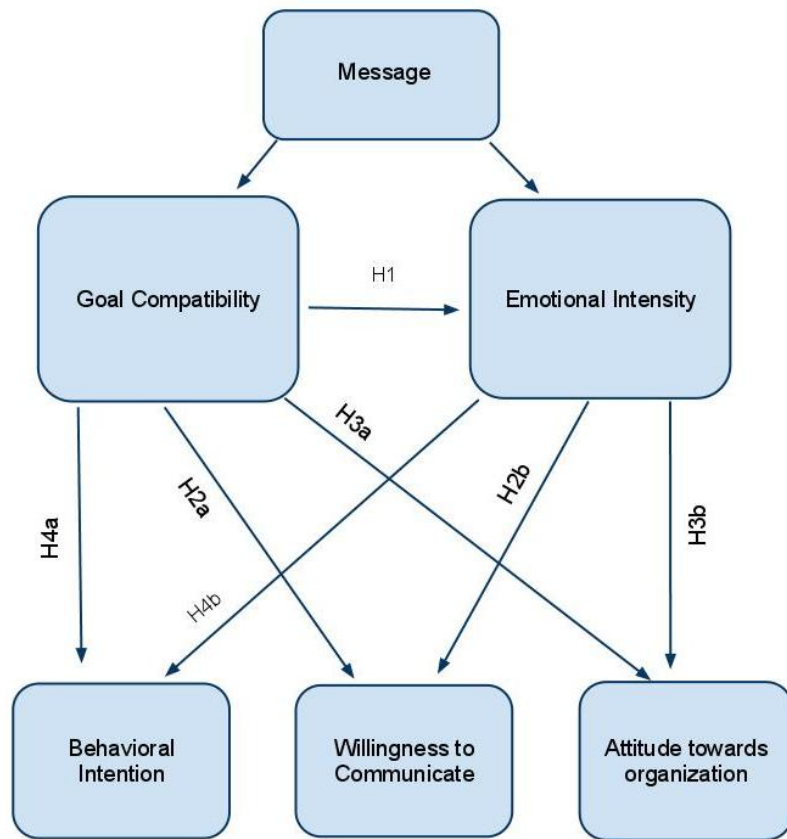 Message
Goal Compatibility
H1
Emotional Intensity
H4a
H2a
H3a
H4b
H2b
H3b
Behavioral
Intention
Willingness to
Communicate
Attitude towards
organization